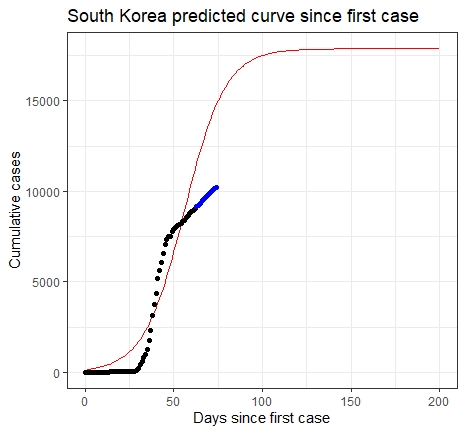 South Korea predicted curve since first case
Cumulative cases
15000
10000
5000
0
0 50 100 150 200
Days since first case